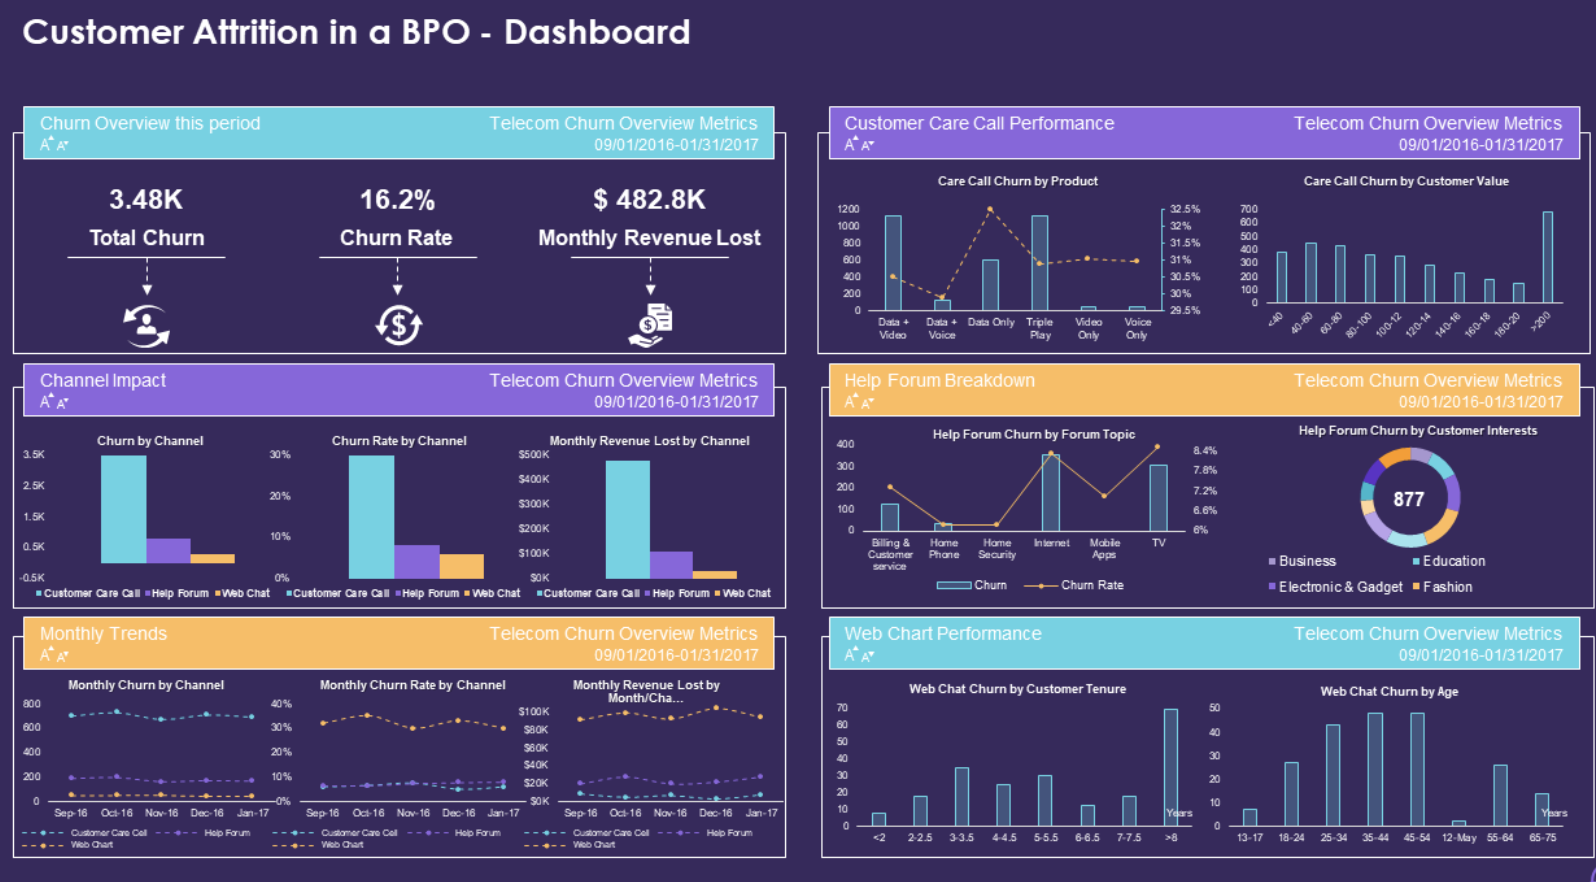 Customer Attrition in a BPO - Dashboard
Churn Overview this period
Telecom Churn Overview Metrics
09/01/2016-01/31/2017
A A
3.48K
16.2%
$ 482.8K
Total Churn
Churn Rate
Monthly Revenue Lost
Customer Care Call Performance
Telecom Churn Overview Metrics
09/01/2016-01/31/2017
A A
Care Call Churn by Product
1200
1000
800
600
400
200
0
32.5%
32%
31.5%
31%
30.5%
30%
29.5%
Data + Video
Data + Voice
Data Only
Triple Play
Video Only
Voice Only
Care Call Churn by Customer Value
700
600
500
400
300
200
100
0
<40
40-60
60-80
80-100
100-12
120-14
140-16
160-18
180-20
>200
Channel Impact
Telecom Churn Overview Metrics
09/01/2016-01/31/2017
A A
Churn by Channel
3.5K
2.5K
1.5K
0.5K
-0.5K
Customer Care Call Help Forum Web Chat
Churn Rate by Channel
30%
20%
10%
0%
Customer Care Call Help Forum Web Chat
Monthly Revenue Lost by Channel
$500K
$400K
$300K
$200K
$100K
$0K
Customer Care Call Help Forum Web Chat
Help Forum Breakdown
Telecom Churn Overview Metrics
09/01/2016-01/31/2017
A A
Help Forum Churn by Forum Topic
400
300
200
100
0
8.4%
7.8%
7.2%
6.6%
6%
Billing & Customer service
Home Phone
Home Security
Internet
Mobile Apps
TV
Churn
Churn Rate
Help Forum Churn by Customer Interests
877
Business
Education
Electronic & Gadget
Fashion
Monthly Trends
Telecom Churn Overview Metrics
09/01/2016-01/31/2017
A A
Monthly Churn by Channel
800
600
400
200
0
Sep-16 Oct-16 Nov-16 Dec-16 Jan-17
Customer Care Cell Help Forum
Web Chart
Monthly Churn Rate by Channel
40%
30%
20%
10%
0%
Sep-16 Oct-16 Nov-16 Dec-16 Jan-17
Customer Care Cell Help Forum
Web Chart
Monthly Revenue Lost by
Month/Cha...
$100K
$80K
$60K
$40K
$20K
$0K
Sep-16 Oct-16 Nov-16 Dec-16 Jan-17
Customer Care Cell Help Forum
Web Chart
Web Chart Performance
Telecom Churn Overview Metrics
09/01/2016-01/31/2017
A A
Web Chat Churn by Customer Tenure
70
60
50
40
30
20
10
0
Years
<2 2-2.5 3-3.5 4-4.5 5-5.5 6-6.5 7-7.5 >8
Web Chat Churn by Age
50
40
30
20
10
0
Years
13-17 18-24 25-34 35-44 45-54 12-May 55-64 65-75